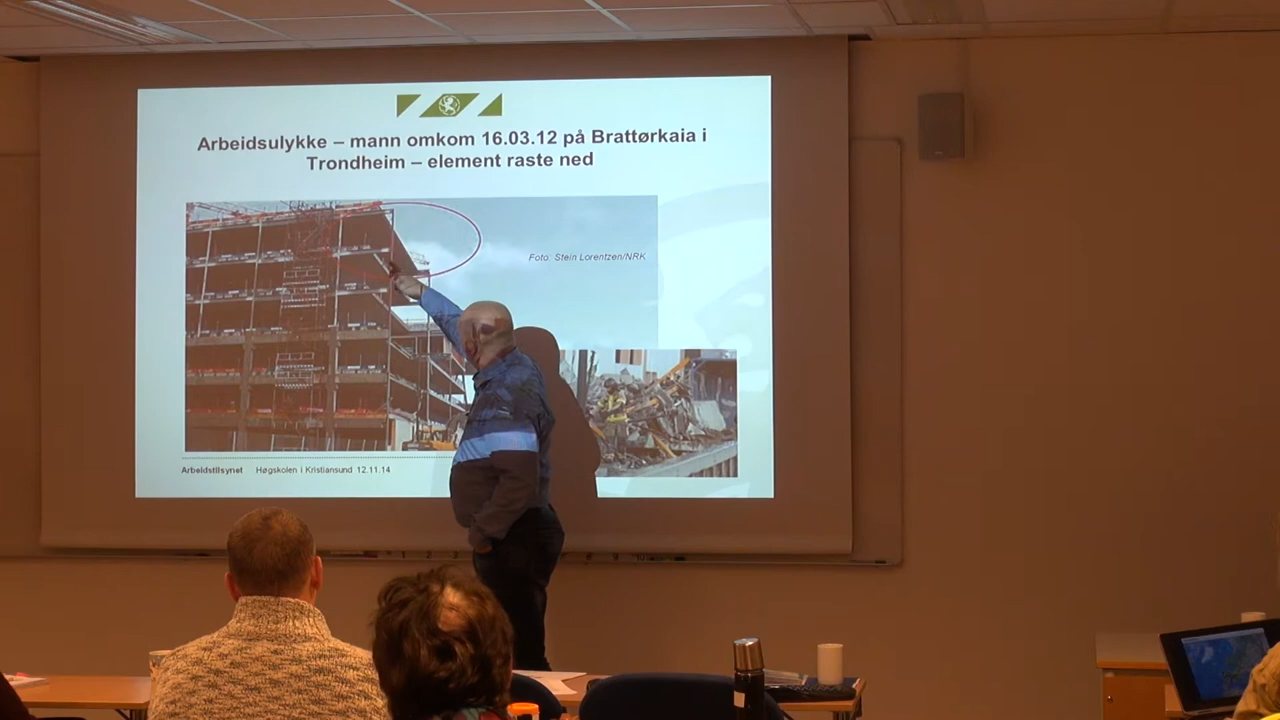 Arbeidsulykke – mann omkom 16.03.12 på Brattørkaia i
Trondheim – element raste ned
Foto: Stein Lorentzen/NRK
Arbeidstilsynet Høgskolen i Kristiansund 12.11.14